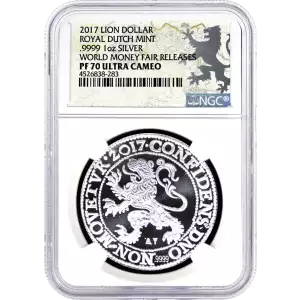 2017 LION DOLLAR
ROYAL DUTCH MINT
.9999 1oz SILVER
WORLD MONEY FAIR RELEASES
PF 70 ULTRA CAMEO
4526838-283
NGC
CONFIDENS·DNO·NON·MOVETVR·2017·
.9999